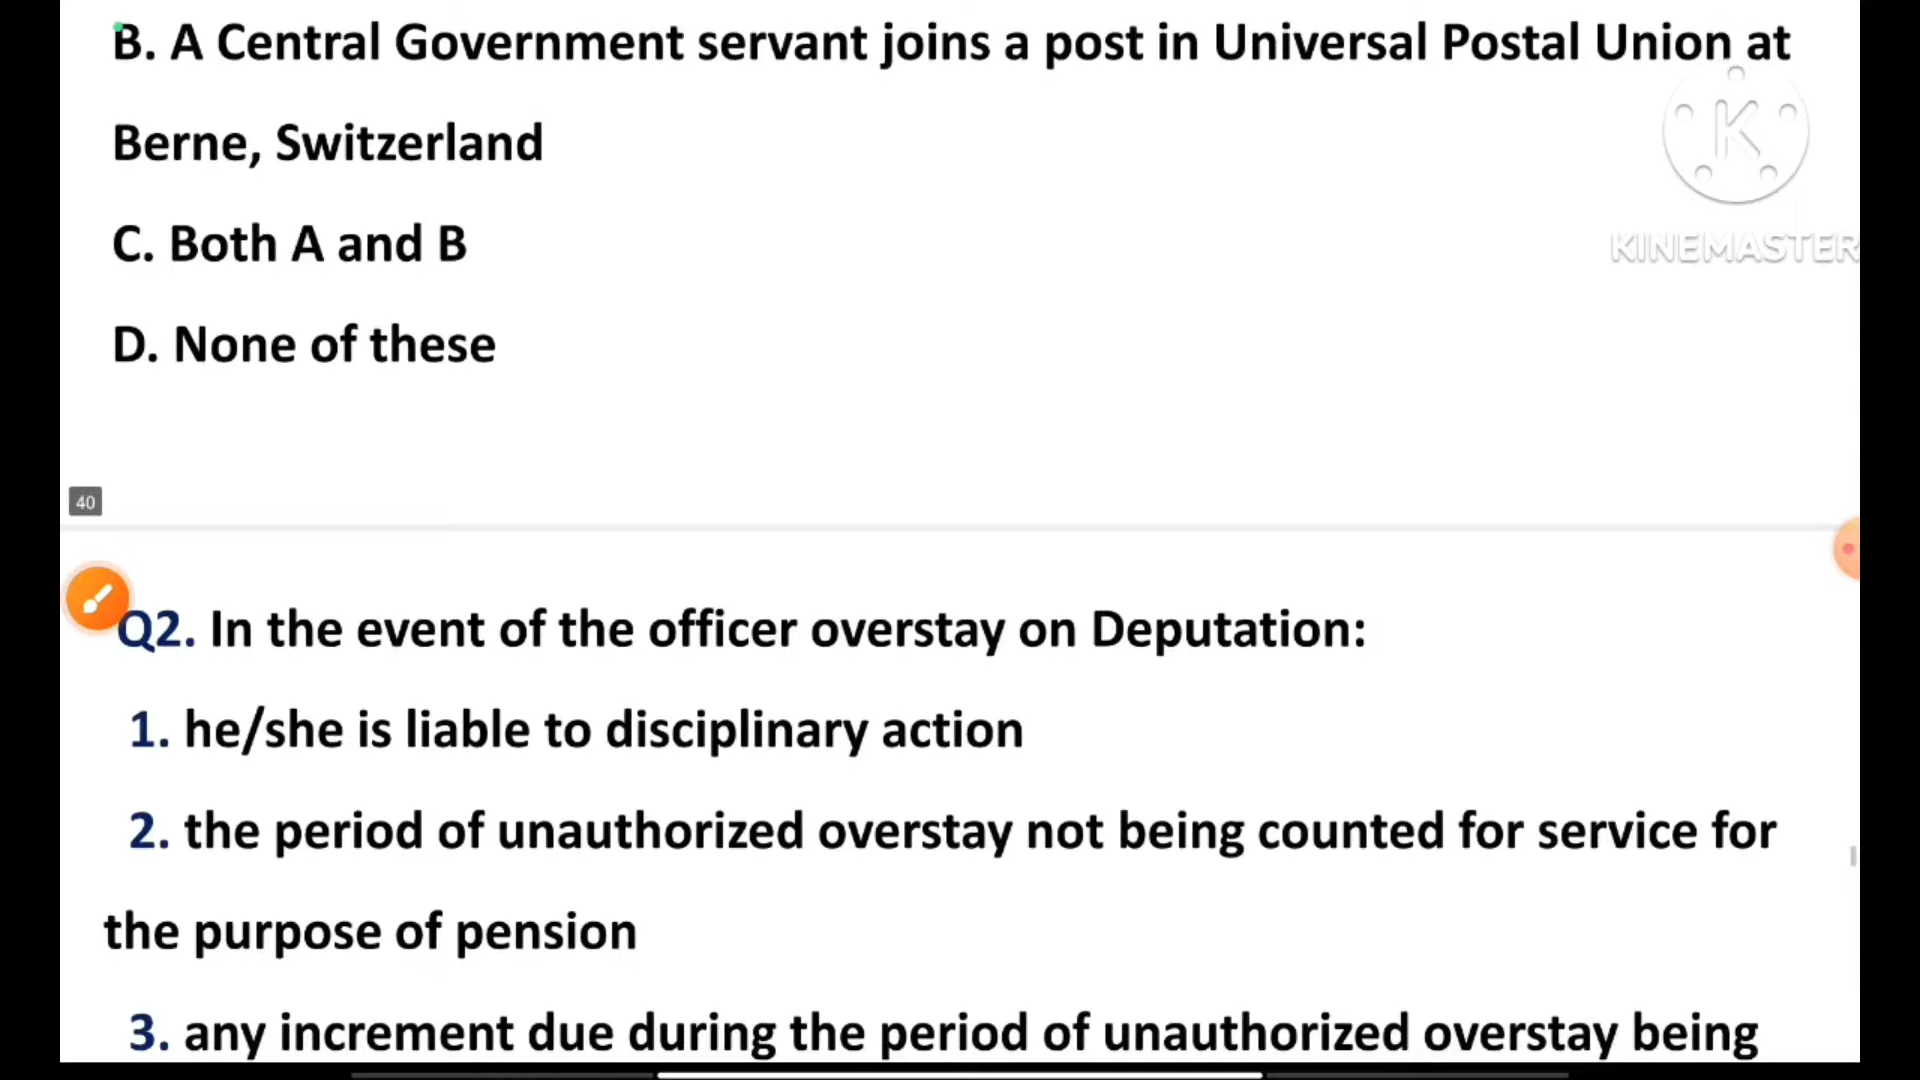 B. A Central Government servant joins a post in Universal Postal Union at
Berne, Switzerland
KINEMASTER
C. Both A and B
D. None of these
40
Q2. In the event of the officer overstay on Deputation:
1. he/she is liable to disciplinary action
2. the period of unauthorized overstay not being counted for service for
the purpose of pension
3. any increment due during the period of unauthorized overstay being